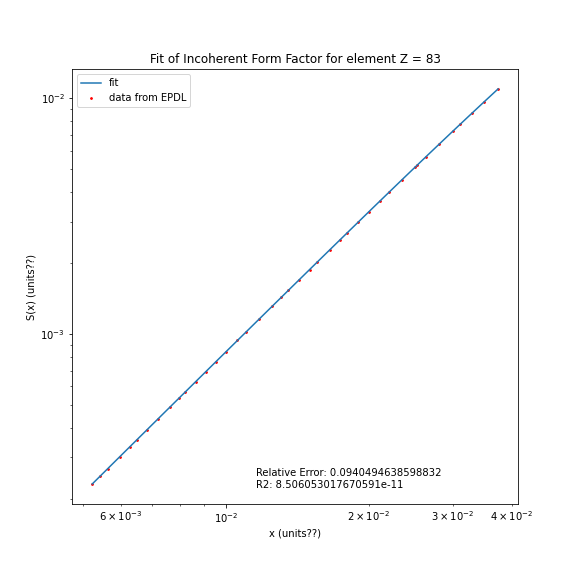 Fit of Incoherent Form Factor for element Z = 83
fit
data from EPDL
10⁻²
10⁻³
S(x) (units??)
Relative Error: 0.0940494638598832
R2: 8.506053017670591e-11
6 × 10⁻³
10⁻²
2 × 10⁻²
3 × 10⁻²
4 × 10⁻²
x (units??)